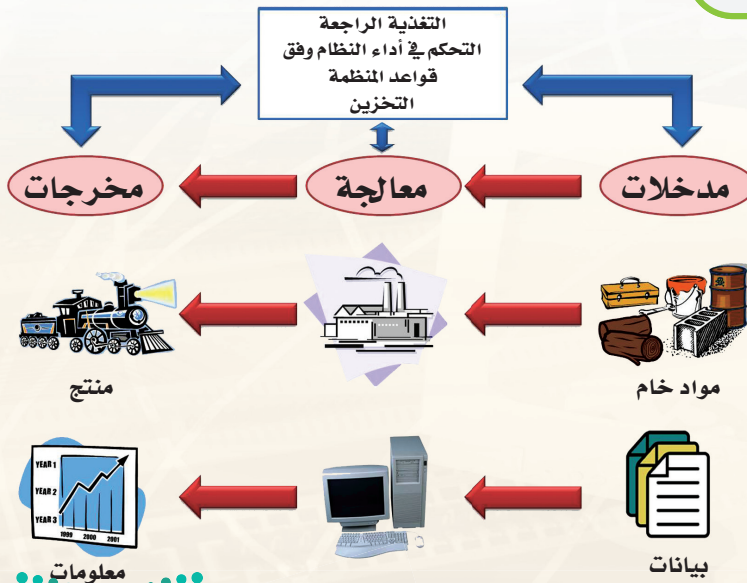 التغذية الراجعة
التحكم في أداء النظام وفق
قواعد المنظمة
التخزين
مدخلات
معالجة
مخرجات
مواد خام
منتج
YEAR 1
YEAR 2
YEAR 3
1999 2000 2001
بيانات
معلومات